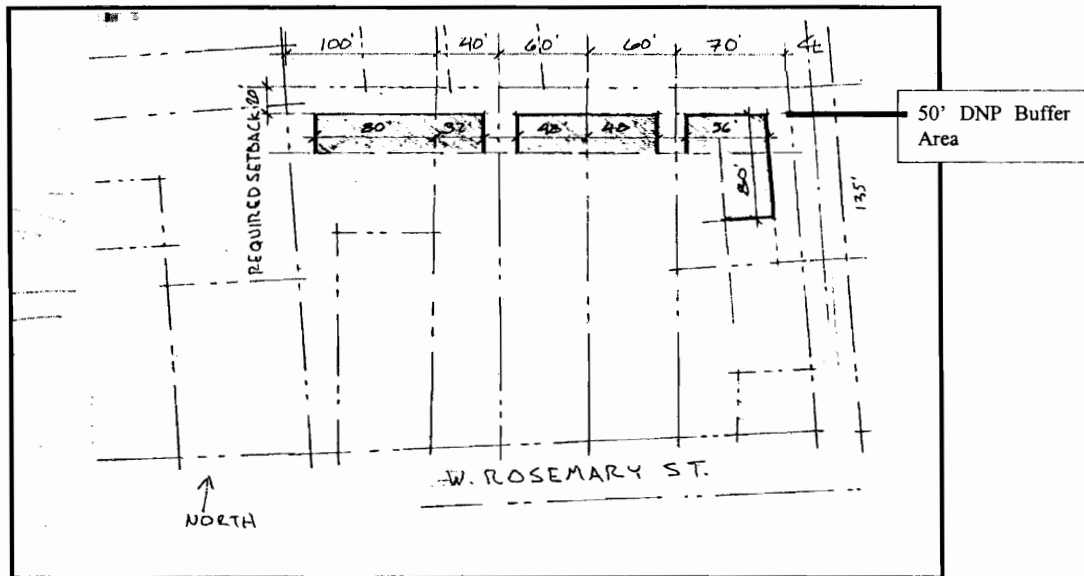 100' 40' 60' 60' 70' ℄
REQUIRED SETBACK 20'
80' 32' 48' 48' 56'
50' DNP Buffer
Area
80'
135'
W. ROSEMARY ST.
NORTH